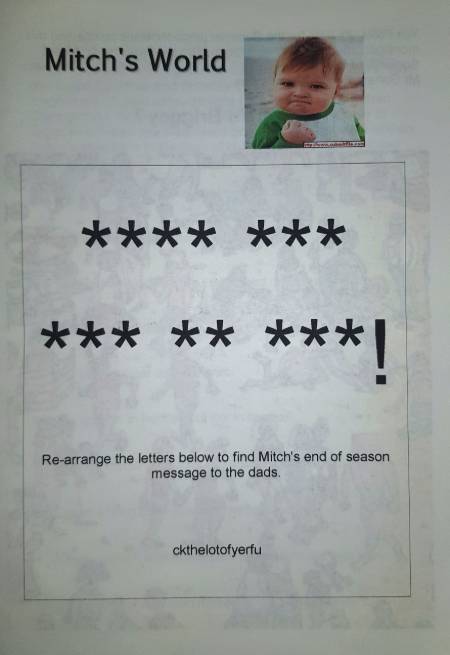 Mitch's World
**** ***
*** ** ***!
Re-arrange the letters below to find Mitch's end of season
message to the dads.
ckthelotofyerfu